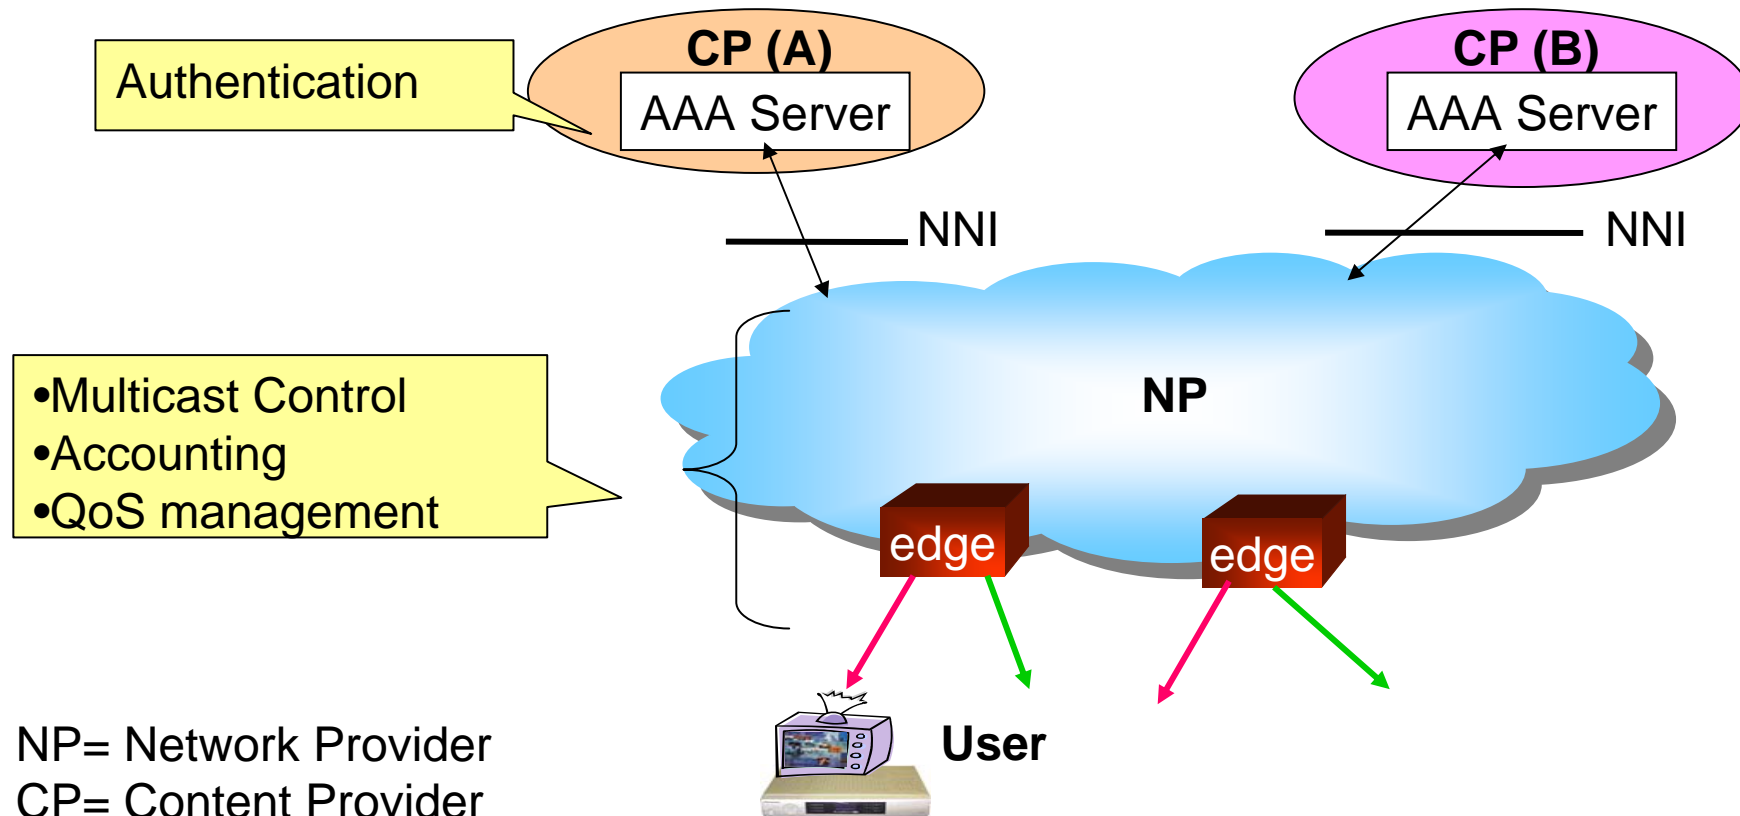 CP (A)
CP (B)
Authentication
AAA Server
AAA Server
NNI
NNI
•Multicast Control
•Accounting
•QoS management
NP
edge
edge
User
NP= Network Provider
CP= Content Provider